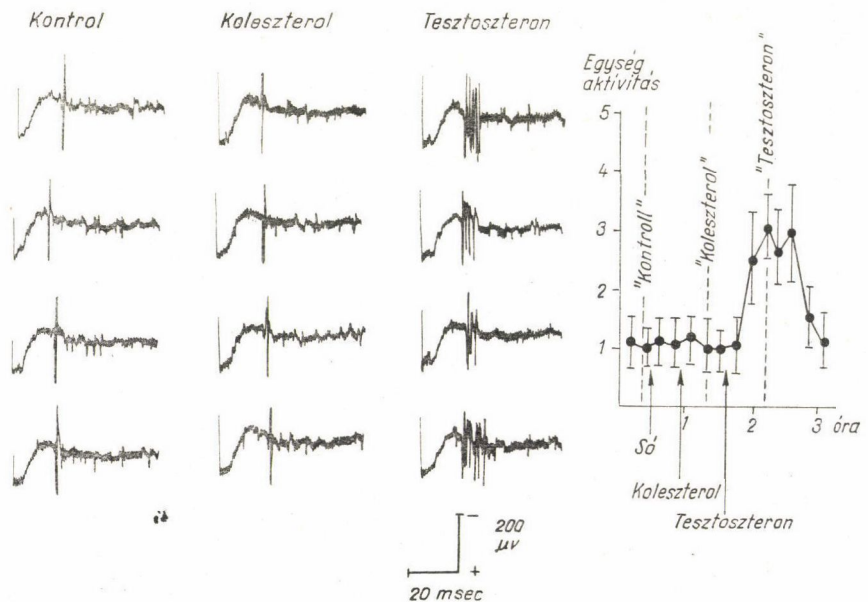 Kontrol
Koleszterol
Tesztoszteron
Egység
aktivitás
5
4
3
2
1
"Kontroll"
"Koleszterol"
"Tesztoszteron"
1
2
3 óra
Só
Koleszterol
Tesztoszteron
−
200
μv
+
20 msec